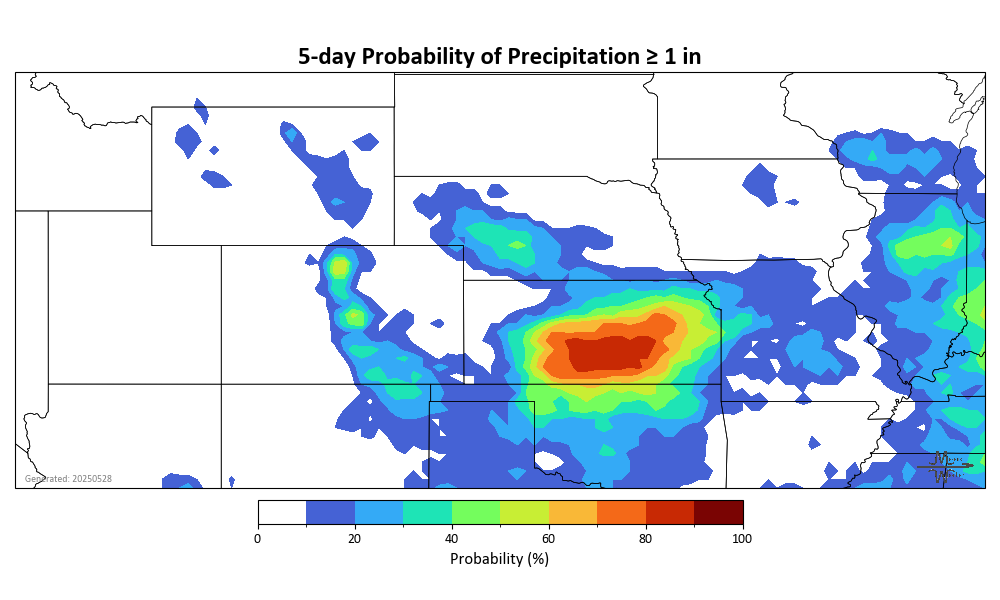 5-day Probability of Precipitation ≥ 1 in
Generated: 20250528
0 20 40 60 80 100
Probability (%)